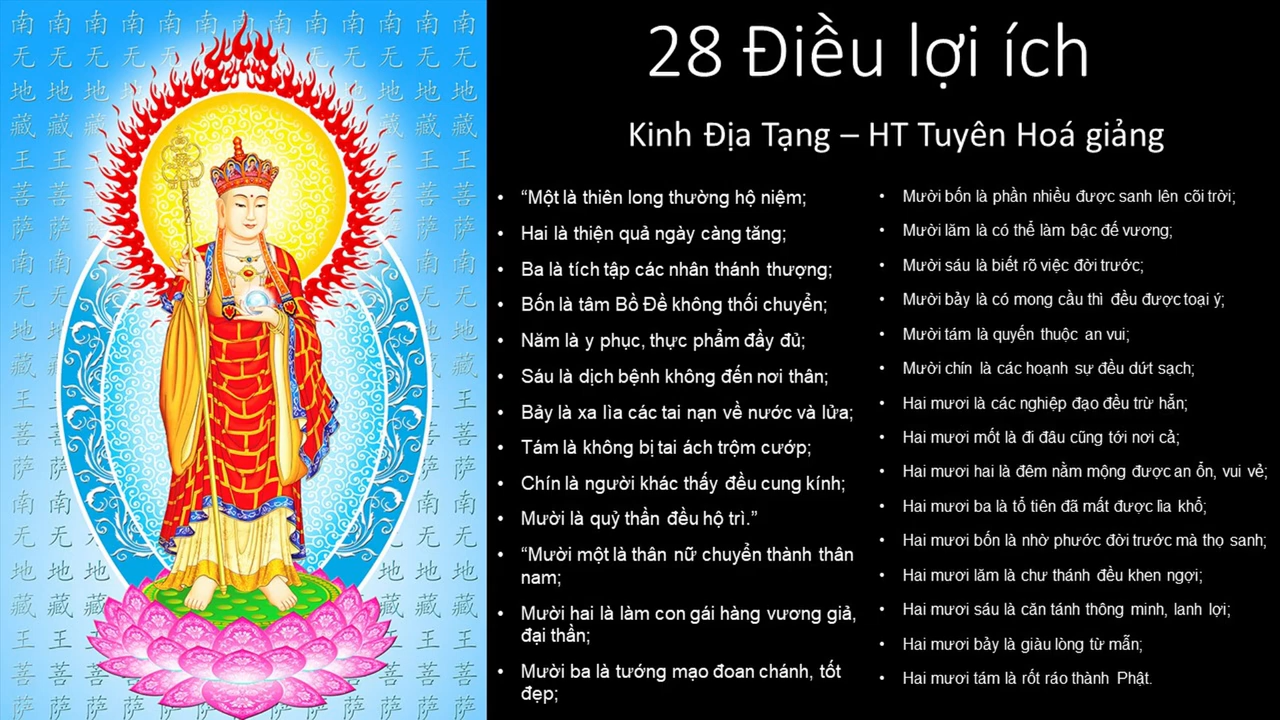 28 Điều lợi ích
Kinh Địa Tạng – HT Tuyên Hoá giảng
• “Một là thiên long thường hộ niệm;
• Hai là thiện quả ngày càng tăng;
• Ba là tích tập các nhân thánh thượng;
• Bốn là tâm Bồ Đề không thối chuyển;
• Năm là y phục, thực phẩm đầy đủ;
• Sáu là dịch bệnh không đến nơi thân;
• Bảy là xa lìa các tai nạn về nước và lửa;
• Tám là không bị tai ách trộm cướp;
• Chín là người khác thấy đều cung kính;
• Mười là quỷ thần đều hộ trì.”
• “Mười một là thân nữ chuyển thành thân
nam;
• Mười hai là làm con gái hàng vương giả,
đại thần;
• Mười ba là tướng mạo đoan chánh, tốt
đẹp;
• Mười bốn là phần nhiều được sanh lên cõi trời;
• Mười lăm là có thể làm bậc đế vương;
• Mười sáu là biết rõ việc đời trước;
• Mười bảy là có mong cầu thì đều được toại ý;
• Mười tám là quyến thuộc an vui;
• Mười chín là các hoạnh sự đều dứt sạch;
• Hai mươi là các nghiệp đạo đều trừ hẳn;
• Hai mươi mốt là đi đâu cũng tới nơi cả;
• Hai mươi hai là đêm nằm mộng được an ổn, vui vẻ;
• Hai mươi ba là tổ tiên đã mất được lìa khổ;
• Hai mươi bốn là nhờ phước đời trước mà thọ sanh;
• Hai mươi lăm là chư thánh đều khen ngợi;
• Hai mươi sáu là căn tánh thông minh, lanh lợi;
• Hai mươi bảy là giàu lòng từ mẫn;
• Hai mươi tám là rốt ráo thành Phật.
南无地藏王菩萨